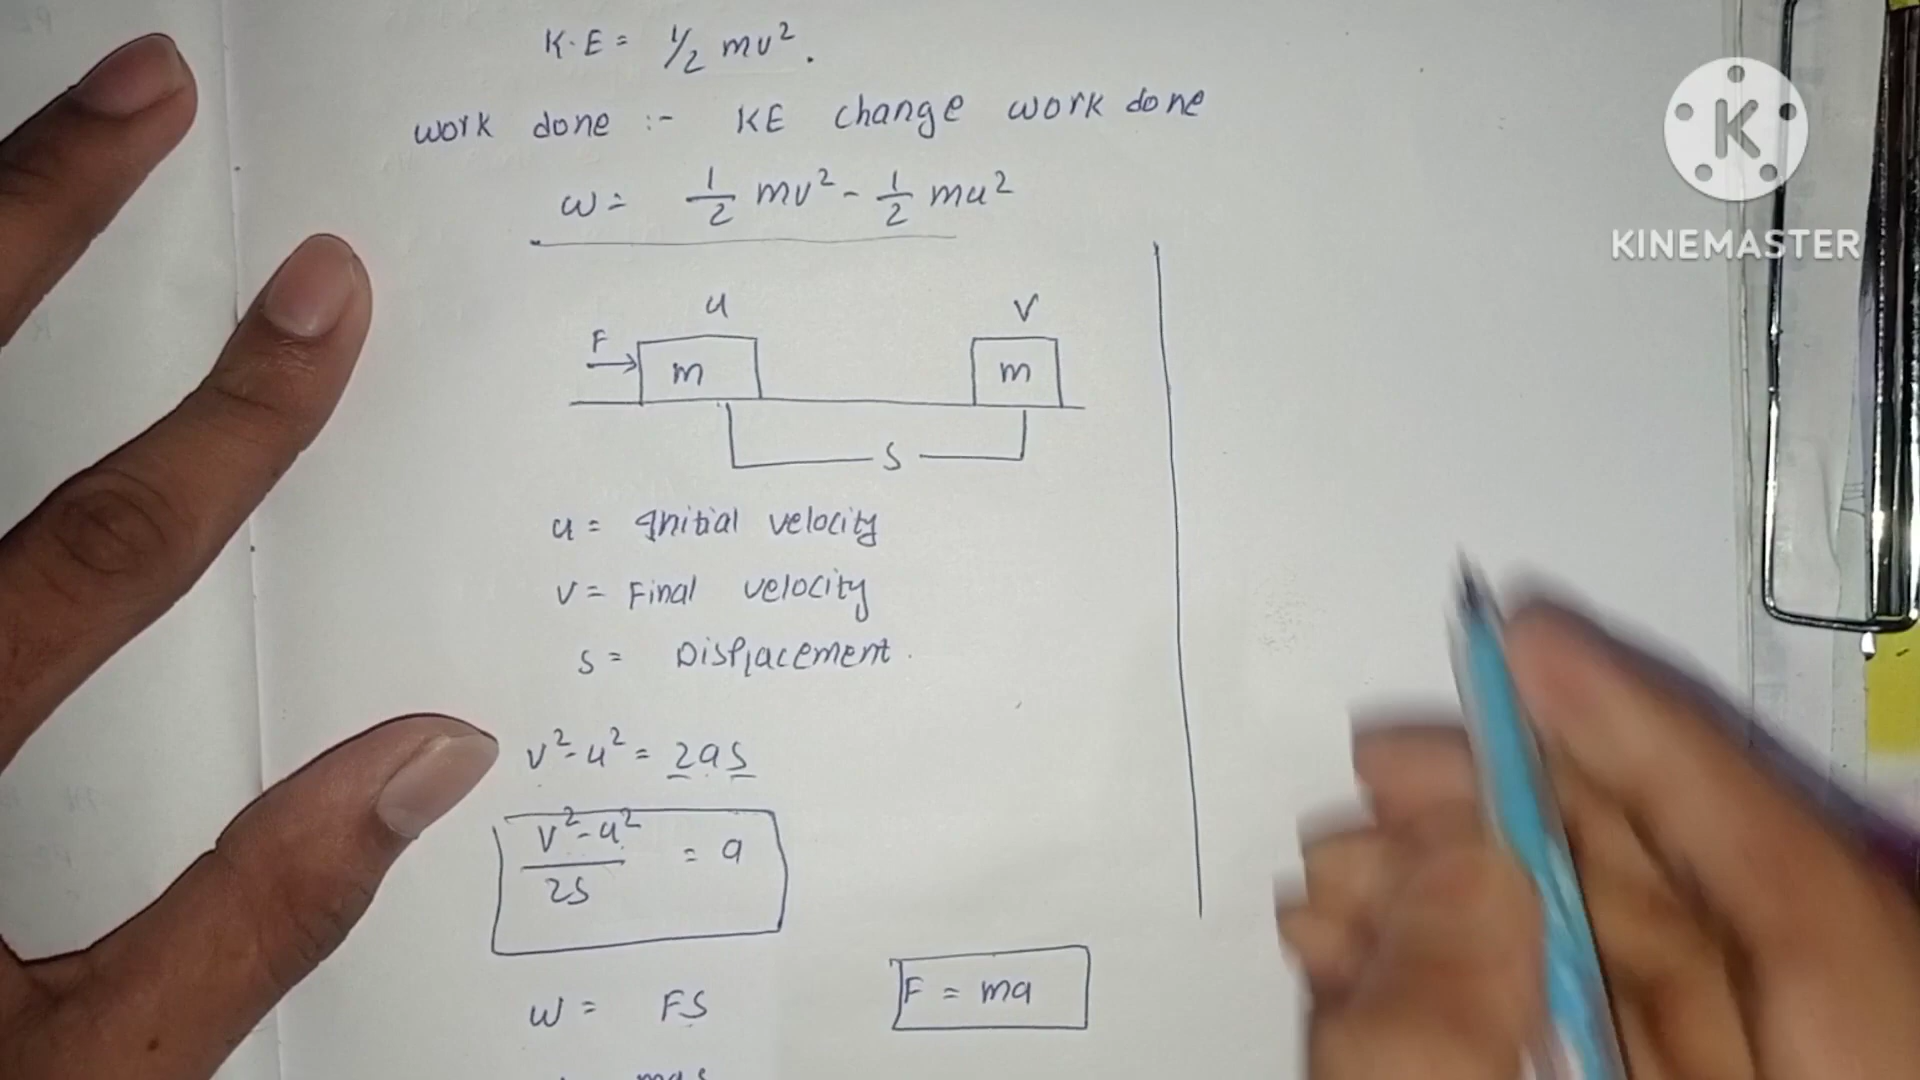 K.E = 1/2 mv².
work done :- KE change work done
w = 1/2 mv² - 1/2 mu²
u v
F m m
s
u = Initial velocity
v = Final velocity
s = Displacement.
v² - u² = 2as
v² - u² / 2s = a
w = FS F = ma
mas
K
KINEMASTER